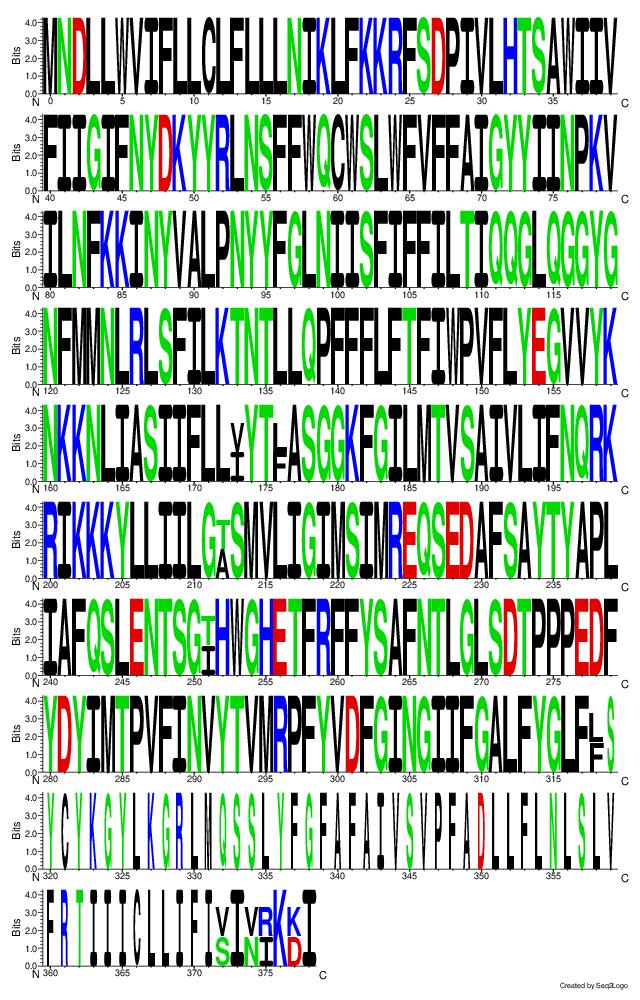 Bits 4.0 3.0 2.0 1.0 0.0
MNDLLWVIFLLCLFLLLNIKLFKKRFSDPIVLHTSAWIIV
N 0 5 10 15 20 25 30 35 C
Bits 4.0 3.0 2.0 1.0 0.0
FIIGIFNYDKYYRLNSFFWQCWSLWFVFFAIGYYIINPKV
N 40 45 50 55 60 65 70 75 C
Bits 4.0 3.0 2.0 1.0 0.0
ILNFKKINYVALPNYYFGLNIISFIFFILTIQQGLQGGYG
N 80 85 90 95 100 105 110 115 C
Bits 4.0 3.0 2.0 1.0 0.0
NFMMNLRLSFILKTNTLLQPFFFLFTFIWPVFLYEGVVYK
N 120 125 130 135 140 145 150 155 C
Bits 4.0 3.0 2.0 1.0 0.0
NKKNLIASIIFLLVYTLASGGKFGILMTVSAIVLIFNQRK
I F
N 160 165 170 175 180 185 190 195 C
Bits 4.0 3.0 2.0 1.0 0.0
RIKKKYLLIILGTSMVLIGIMSIMREQSEDAFSAYTYAPL
A
N 200 205 210 215 220 225 230 235 C
Bits 4.0 3.0 2.0 1.0 0.0
IAFQSLENTSGTHWGHETFRFFYSAFNTLGLSDTPPPEDF
I
N 240 245 250 255 260 265 270 275 C
Bits 4.0 3.0 2.0 1.0 0.0
YDYIMTPVFINVYTVMRPFYVDFGINGIIFGALFYGLFLS
F
N 280 285 290 295 300 305 310 315 C
Bits 4.0 3.0 2.0 1.0 0.0
YCYKGYLKGRLMQSSLYFGFAFAIVSVPFADLLFLNLSLV
N 320 325 330 335 340 345 350 355 C
Bits 4.0 3.0 2.0 1.0 0.0
FRTIIICLLIFIVIVRKKI
S N I D
N 360 365 370 375 C
Created by Seq2Logo